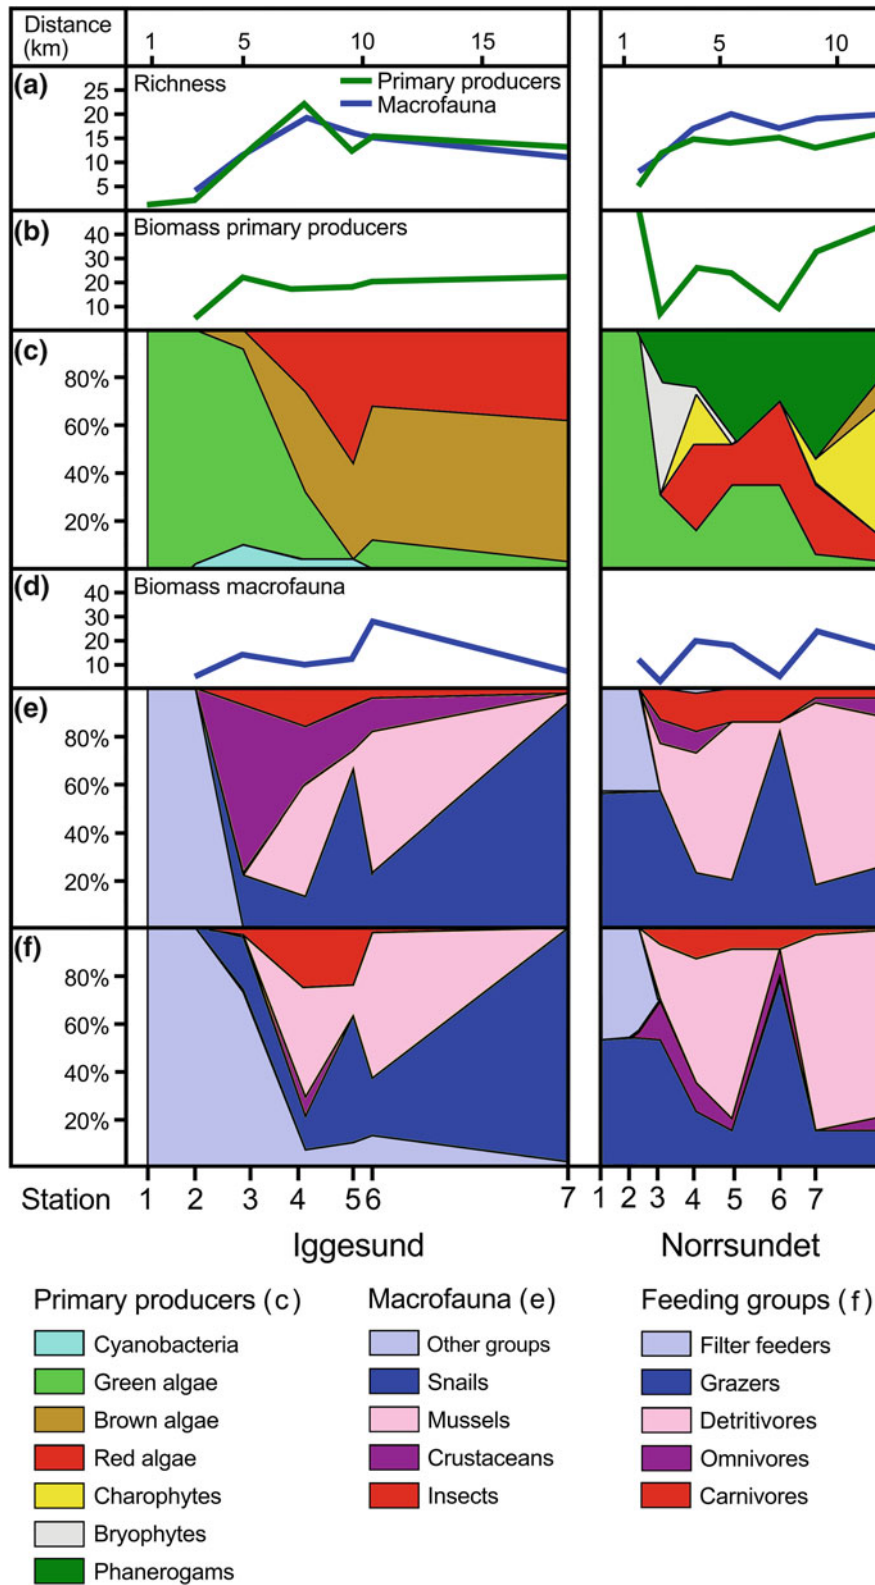 Distance (km) 1 5 10 15 1 5 10
(a) Richness Primary producers
Macrofauna
25
20
15
10
5
(b) Biomass primary producers
40
30
20
10
(c)
80%
60%
40%
20%
(d) Biomass macrofauna
40
30
20
10
(e)
80%
60%
40%
20%
(f)
80%
60%
40%
20%
Station 1 2 3 4 5 6 7 1 2 3 4 5 6 7
Iggesund Norrsundet
Primary producers (c)
Cyanobacteria
Green algae
Brown algae
Red algae
Charophytes
Bryophytes
Phanerogams
Macrofauna (e)
Other groups
Snails
Mussels
Crustaceans
Insects
Feeding groups (f)
Filter feeders
Grazers
Detritivores
Omnivores
Carnivores